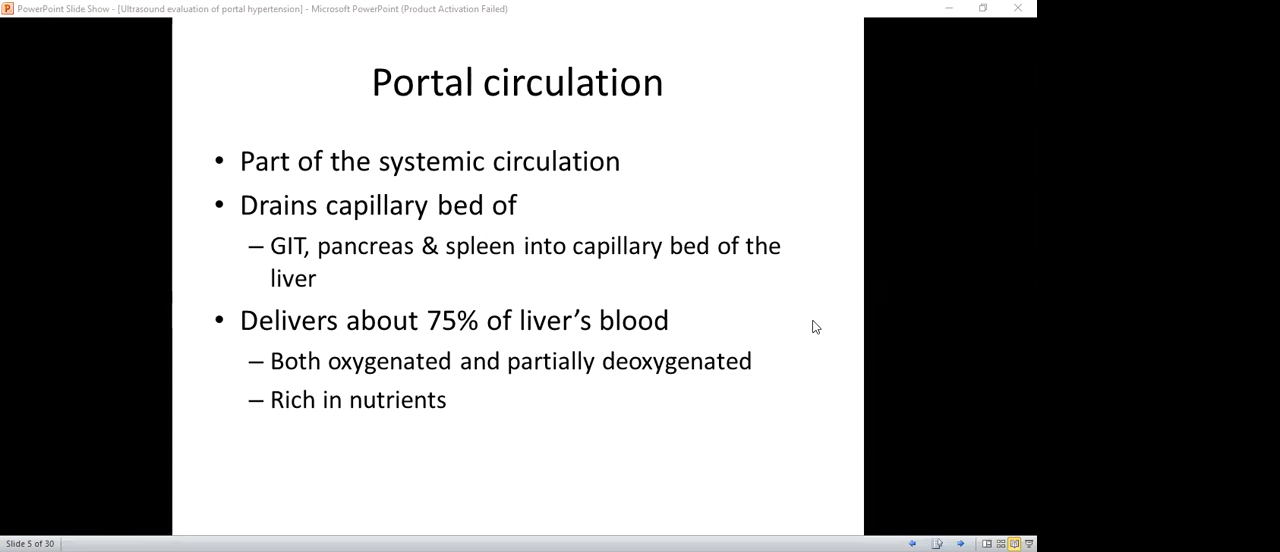 PowerPoint Slide Show - [Ultrasound evaluation of portal hypertension] - Microsoft PowerPoint (Product Activation Failed)
Portal circulation
• Part of the systemic circulation
• Drains capillary bed of
– GIT, pancreas & spleen into capillary bed of the
liver
• Delivers about 75% of liver’s blood
– Both oxygenated and partially deoxygenated
– Rich in nutrients
Slide 5 of 30